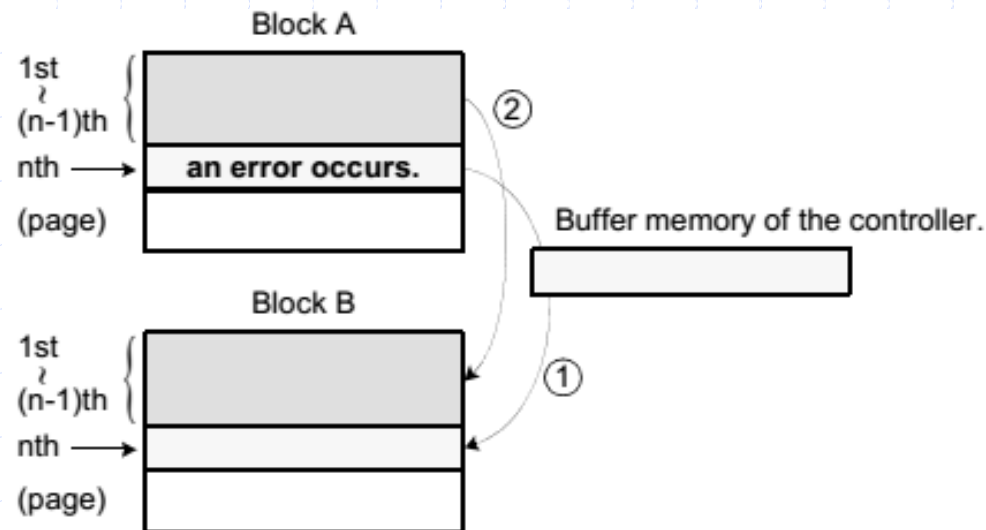 Block A
1st
~
(n-1)th
②
nth
an error occurs.
(page)
Buffer memory of the controller.
Block B
1st
~
(n-1)th
①
nth
(page)